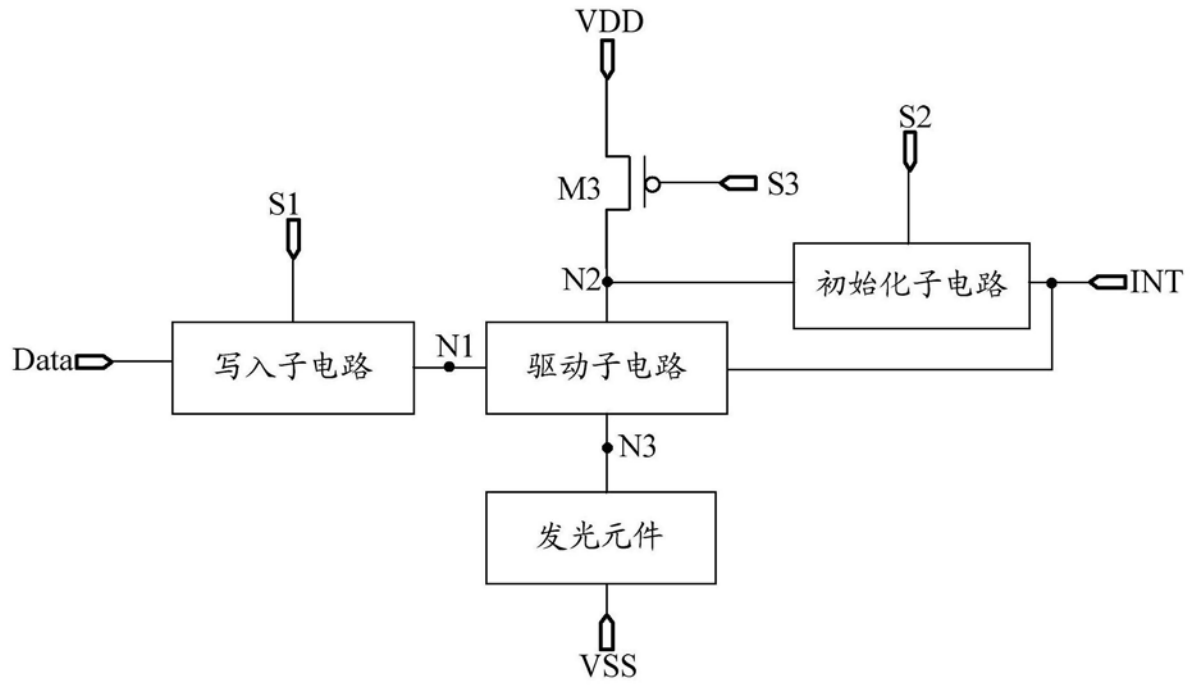 VDD
S2
M3
S3
S1
N2
初始化子电路
INT
Data
写入子电路
N1
驱动子电路
N3
发光元件
VSS